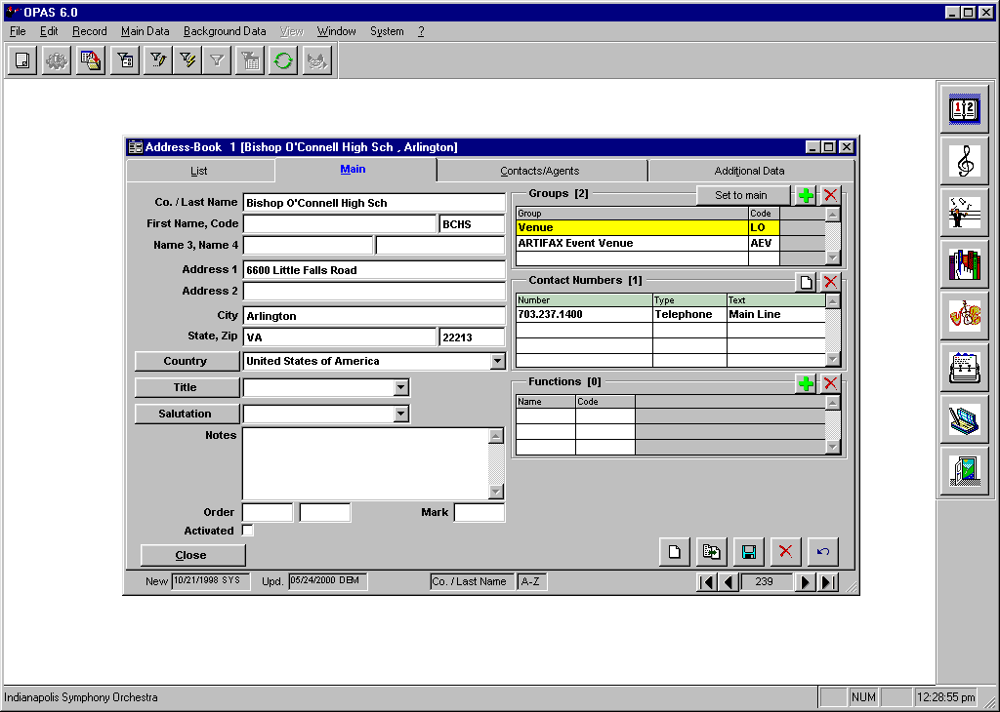 OPAS 6.0
File Edit Record Main Data Background Data View Window System ?
1 2
Address-Book 1 [Bishop O'Connell High Sch , Arlington]
List Main Contacts/Agents Additional Data
Co. / Last Name Bishop O'Connell High Sch
First Name, Code BCHS
Name 3, Name 4
Address 1 6600 Little Falls Road
Address 2
City Arlington
State, Zip VA 22213
Country United States of America
Title
Salutation
Notes
Order Mark
Activated
Close
Groups [2] Set to main
Group Code
Venue LO
ARTIFAX Event Venue AEV
Contact Numbers [1]
Number Type Text
703.237.1400 Telephone Main Line
Functions [0]
Name Code
New 10/21/1998 SYS Upd. 05/24/2000 DEM Co. / Last Name A-Z 239
Indianapolis Symphony Orchestra NUM 12:28:55 pm